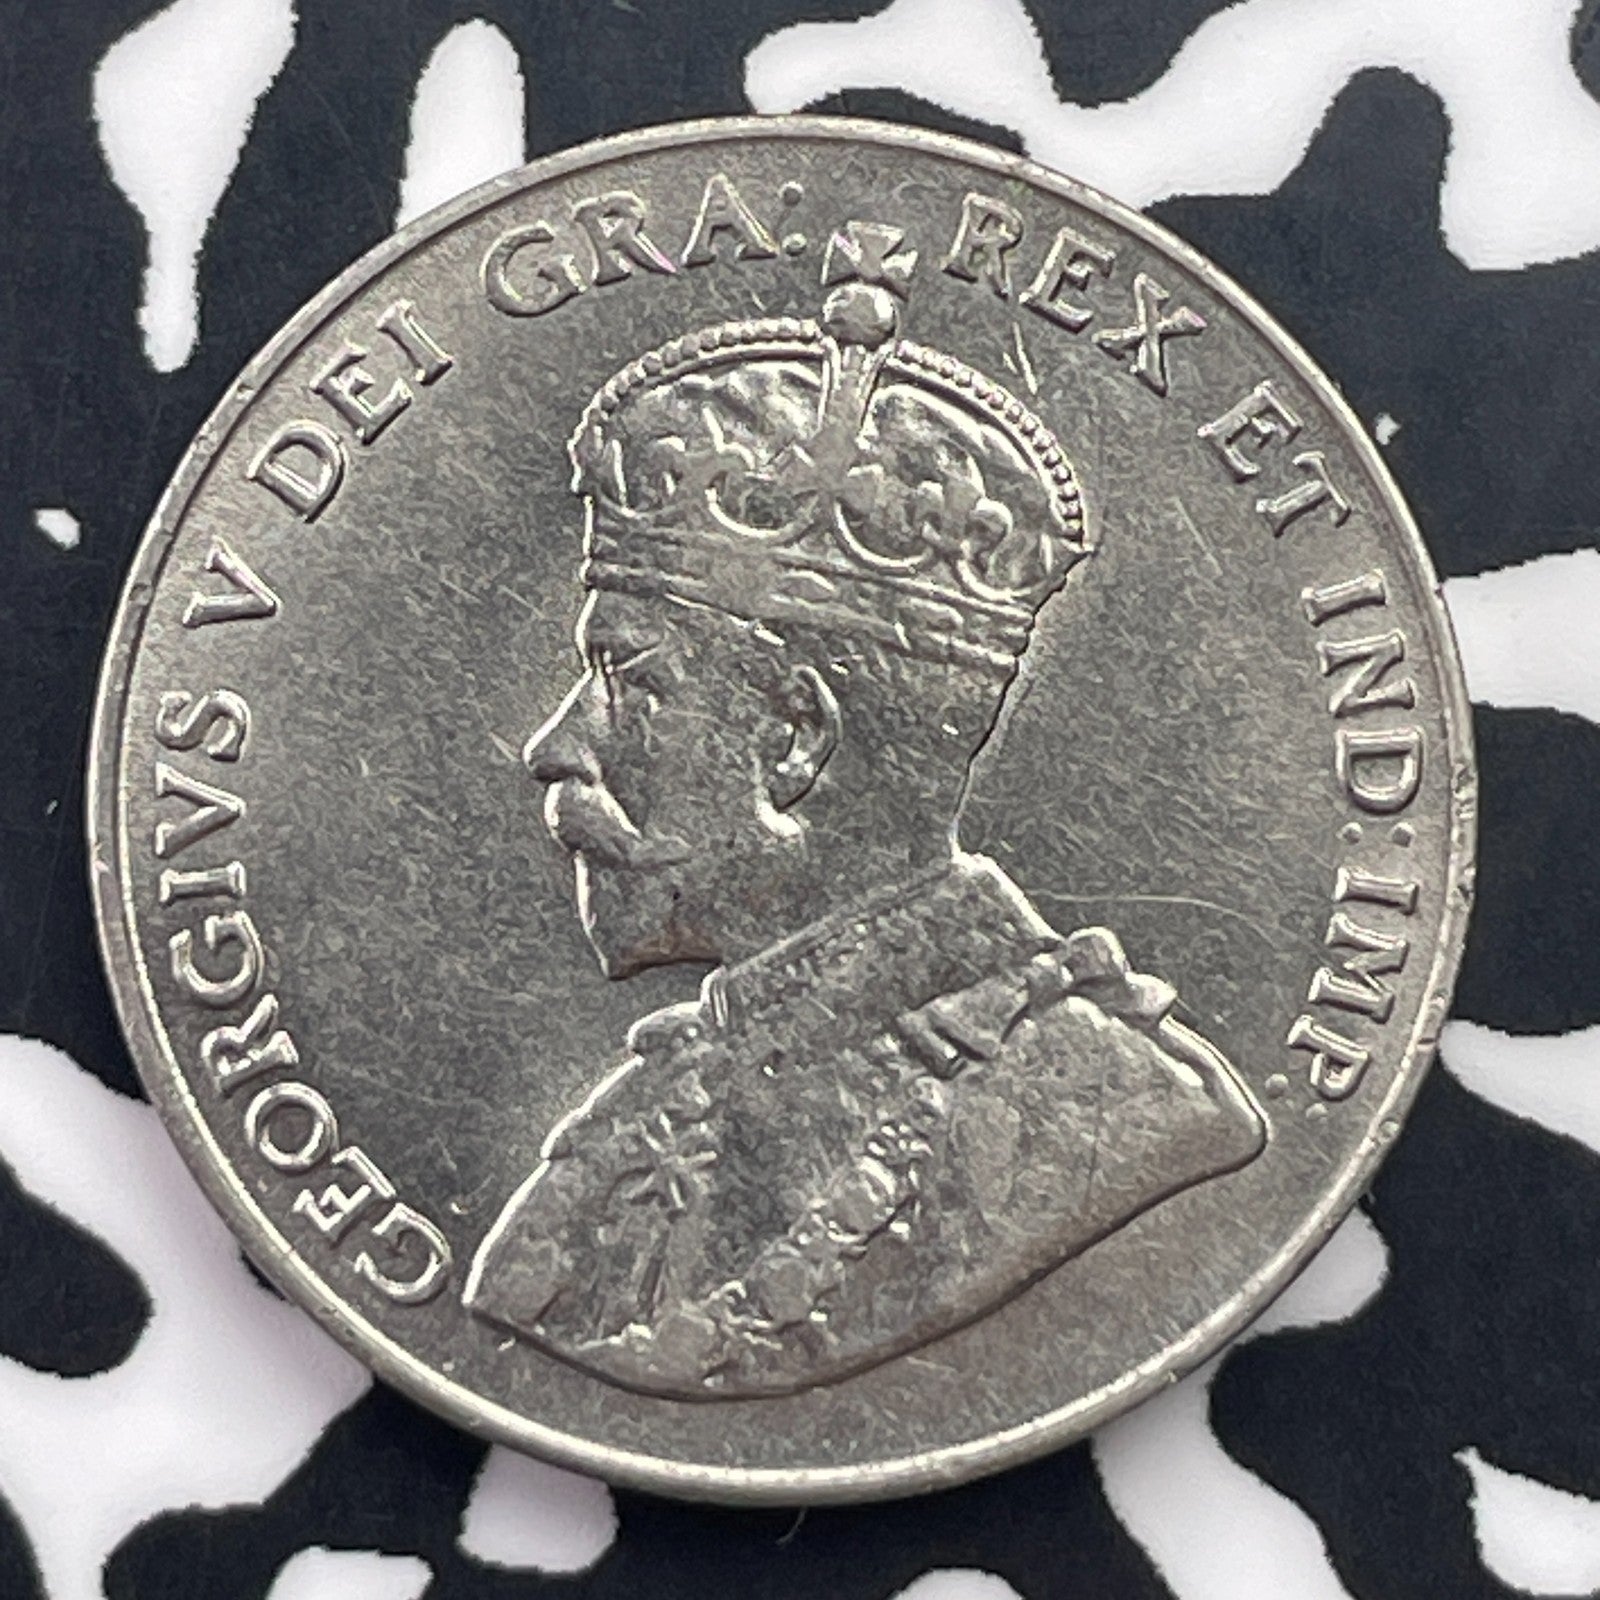 GEORGIVS V DEI GRA: REX ET IND: IMP: